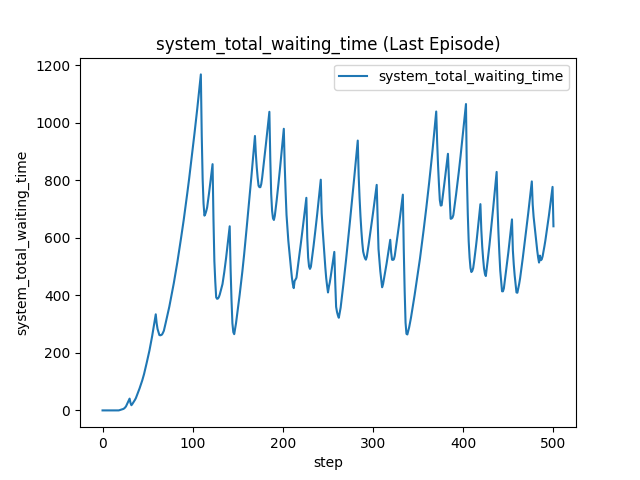 system_total_waiting_time (Last Episode)
system_total_waiting_time
system_total_waiting_time
1200
1000
800
600
400
200
0
0 100 200 300 400 500
step